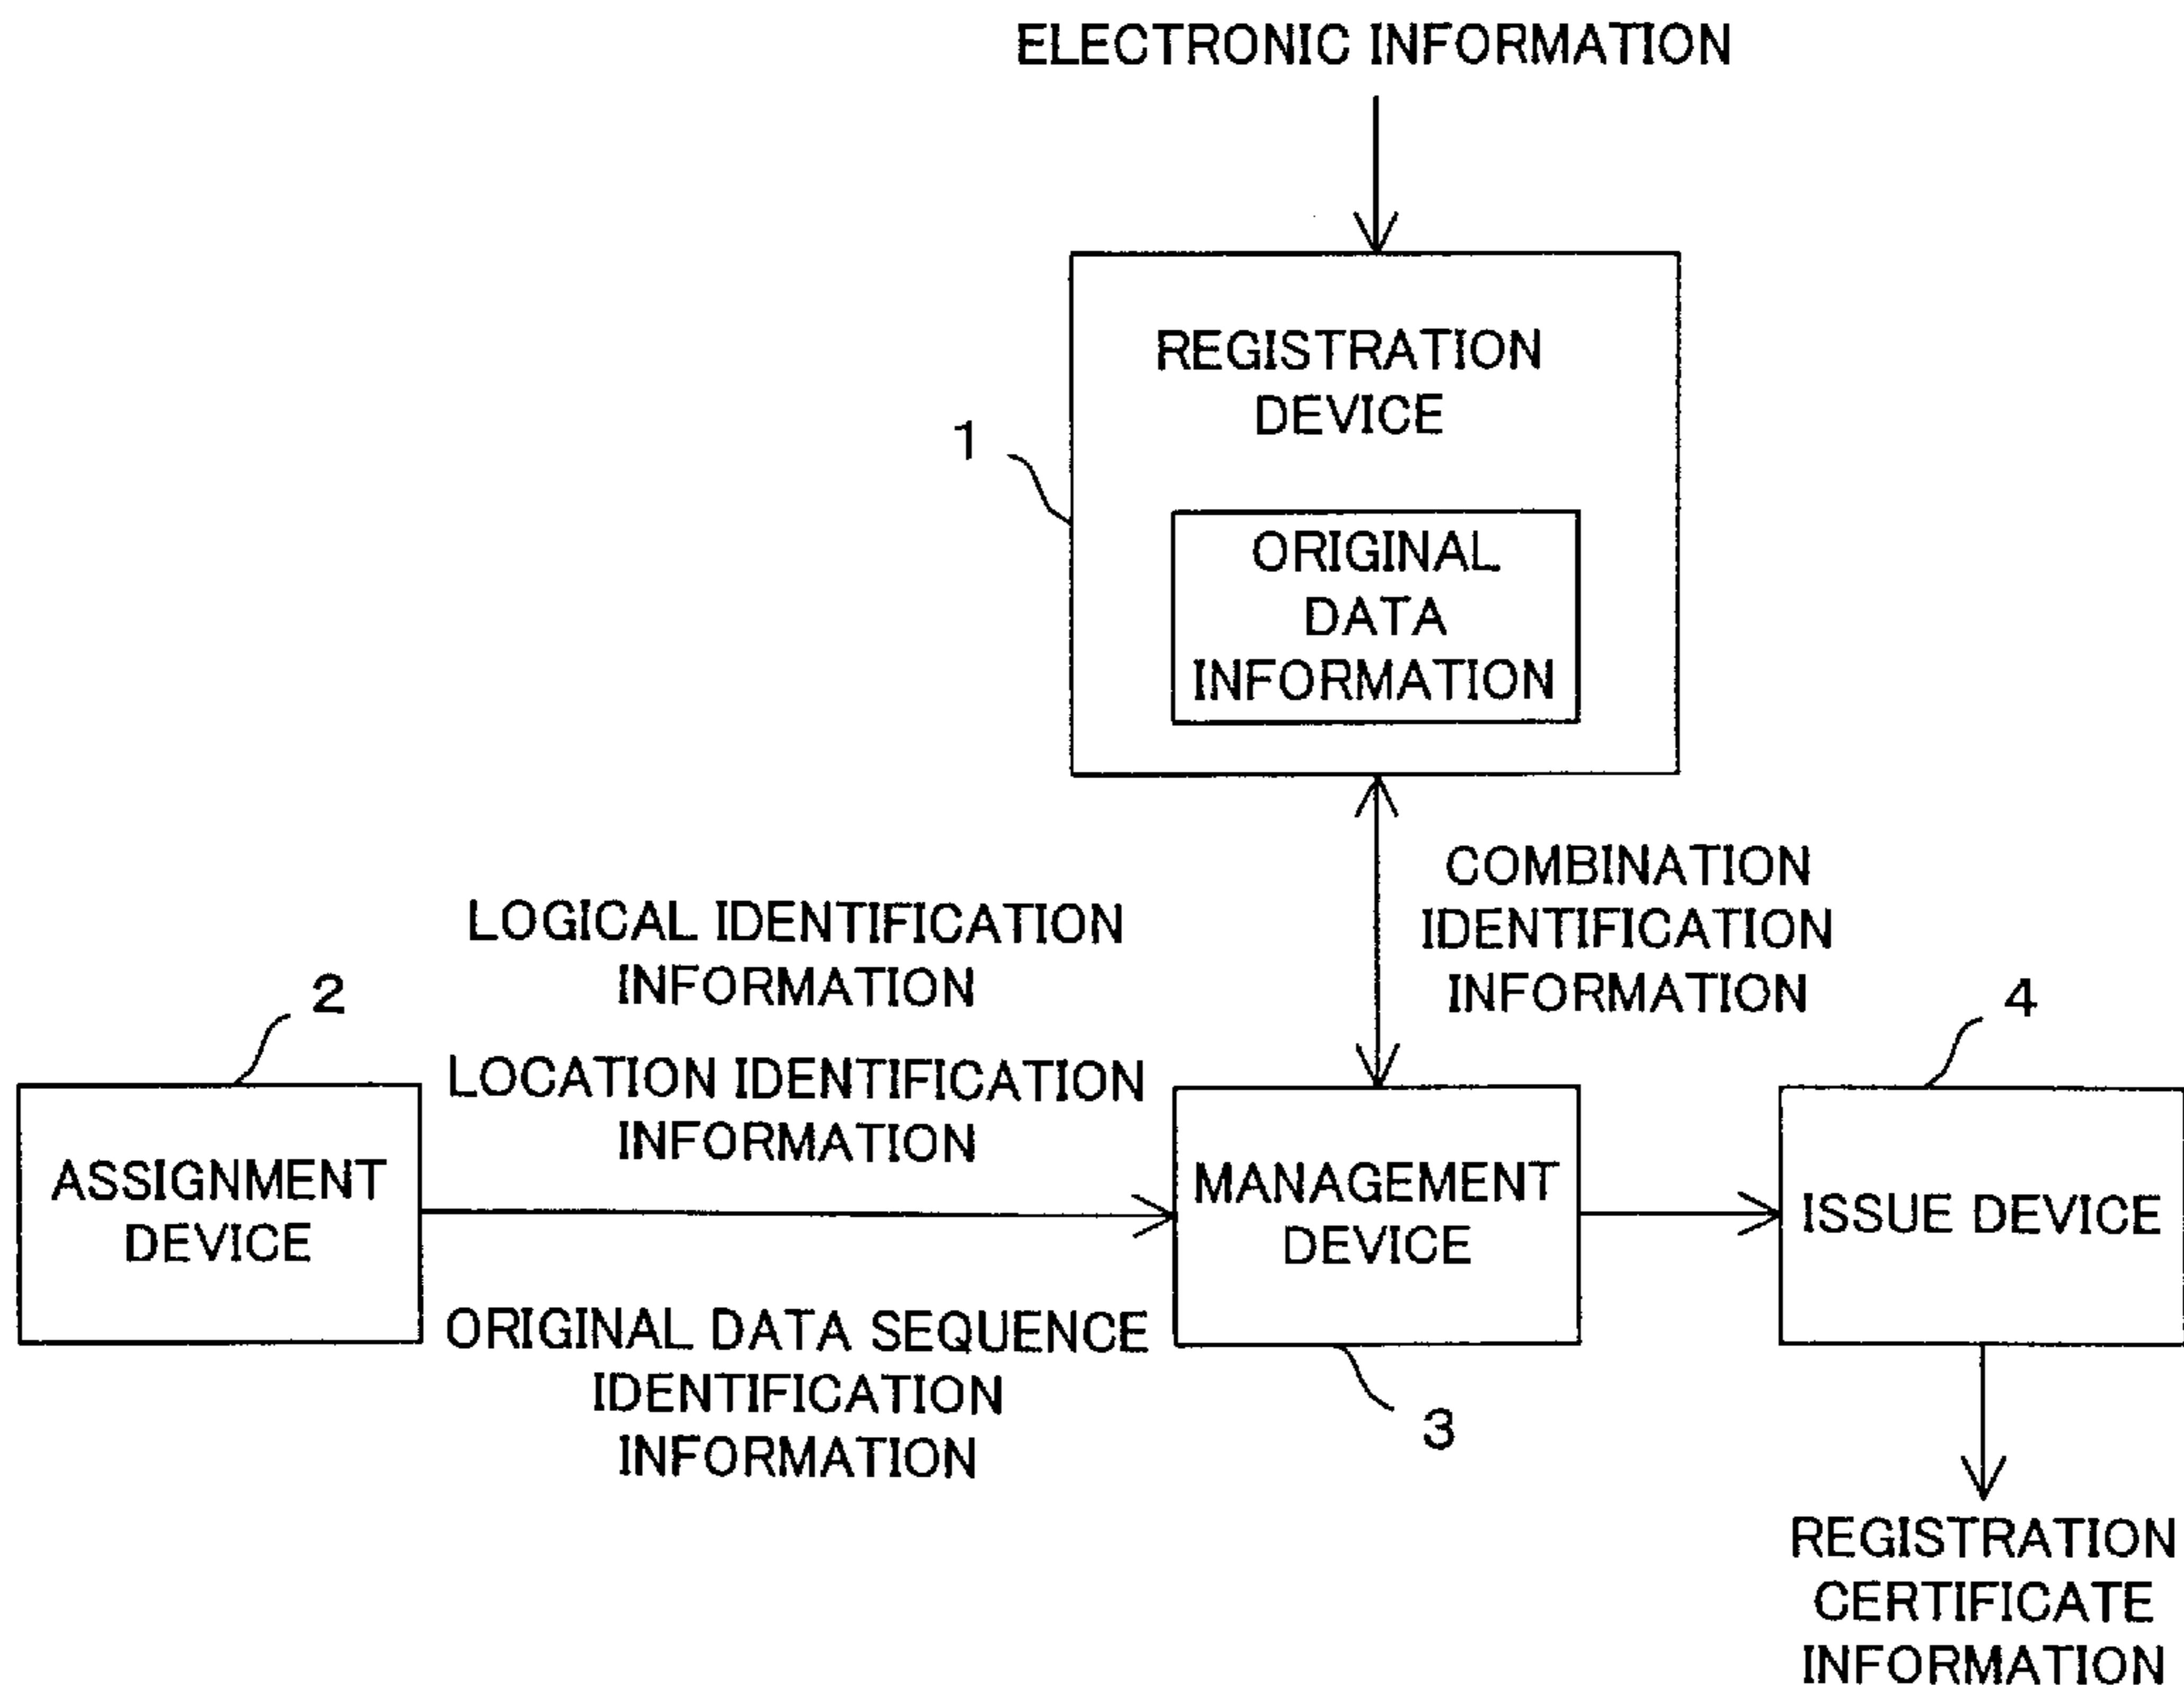 ELECTRONIC INFORMATION
REGISTRATION
DEVICE
1
ORIGINAL
DATA
INFORMATION
COMBINATION
IDENTIFICATION
INFORMATION
LOGICAL IDENTIFICATION
INFORMATION
2
4
LOCATION IDENTIFICATION
INFORMATION
ASSIGNMENT
DEVICE
MANAGEMENT
DEVICE
ISSUE DEVICE
ORIGINAL DATA SEQUENCE
IDENTIFICATION
INFORMATION
3
REGISTRATION
CERTIFICATE
INFORMATION